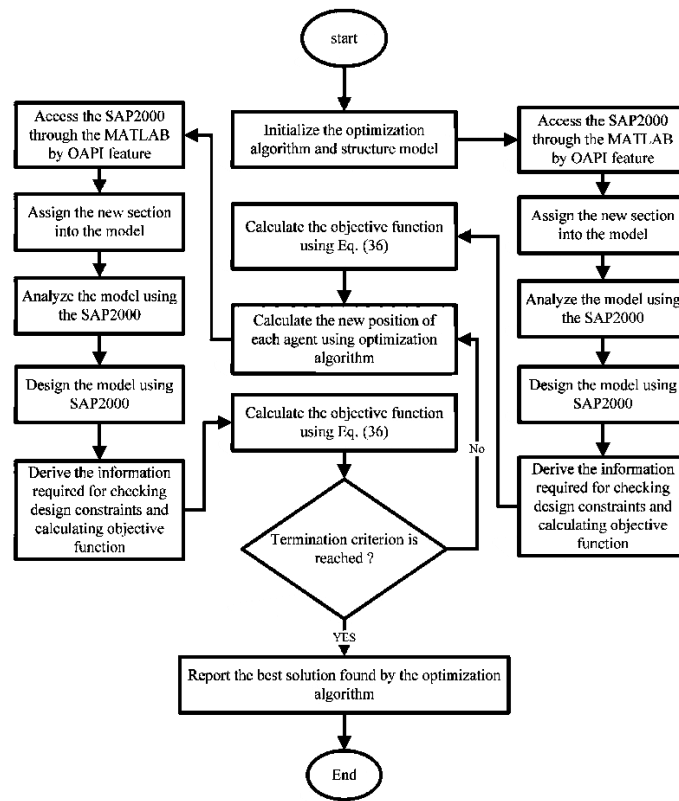 start
Initialize the optimization
algorithm and structure model
Access the SAP2000
through the MATLAB
by OAPI feature
Assign the new section
into the model
Analyze the model using
the SAP2000
Design the model using
SAP2000
Derive the information
required for checking
design constraints and
calculating objective
function
Calculate the objective function
using Eq. (36)
Calculate the new position of
each agent using optimization
algorithm
Access the SAP2000
through the MATLAB
by OAPI feature
Assign the new section
into the model
Analyze the model using
the SAP2000
Design the model using
SAP2000
Derive the information
required for checking
design constraints and
calculating objective
function
Calculate the objective function
using Eq. (36)
Termination criterion is
reached ?
No
YES
Report the best solution found by the optimization
algorithm
End